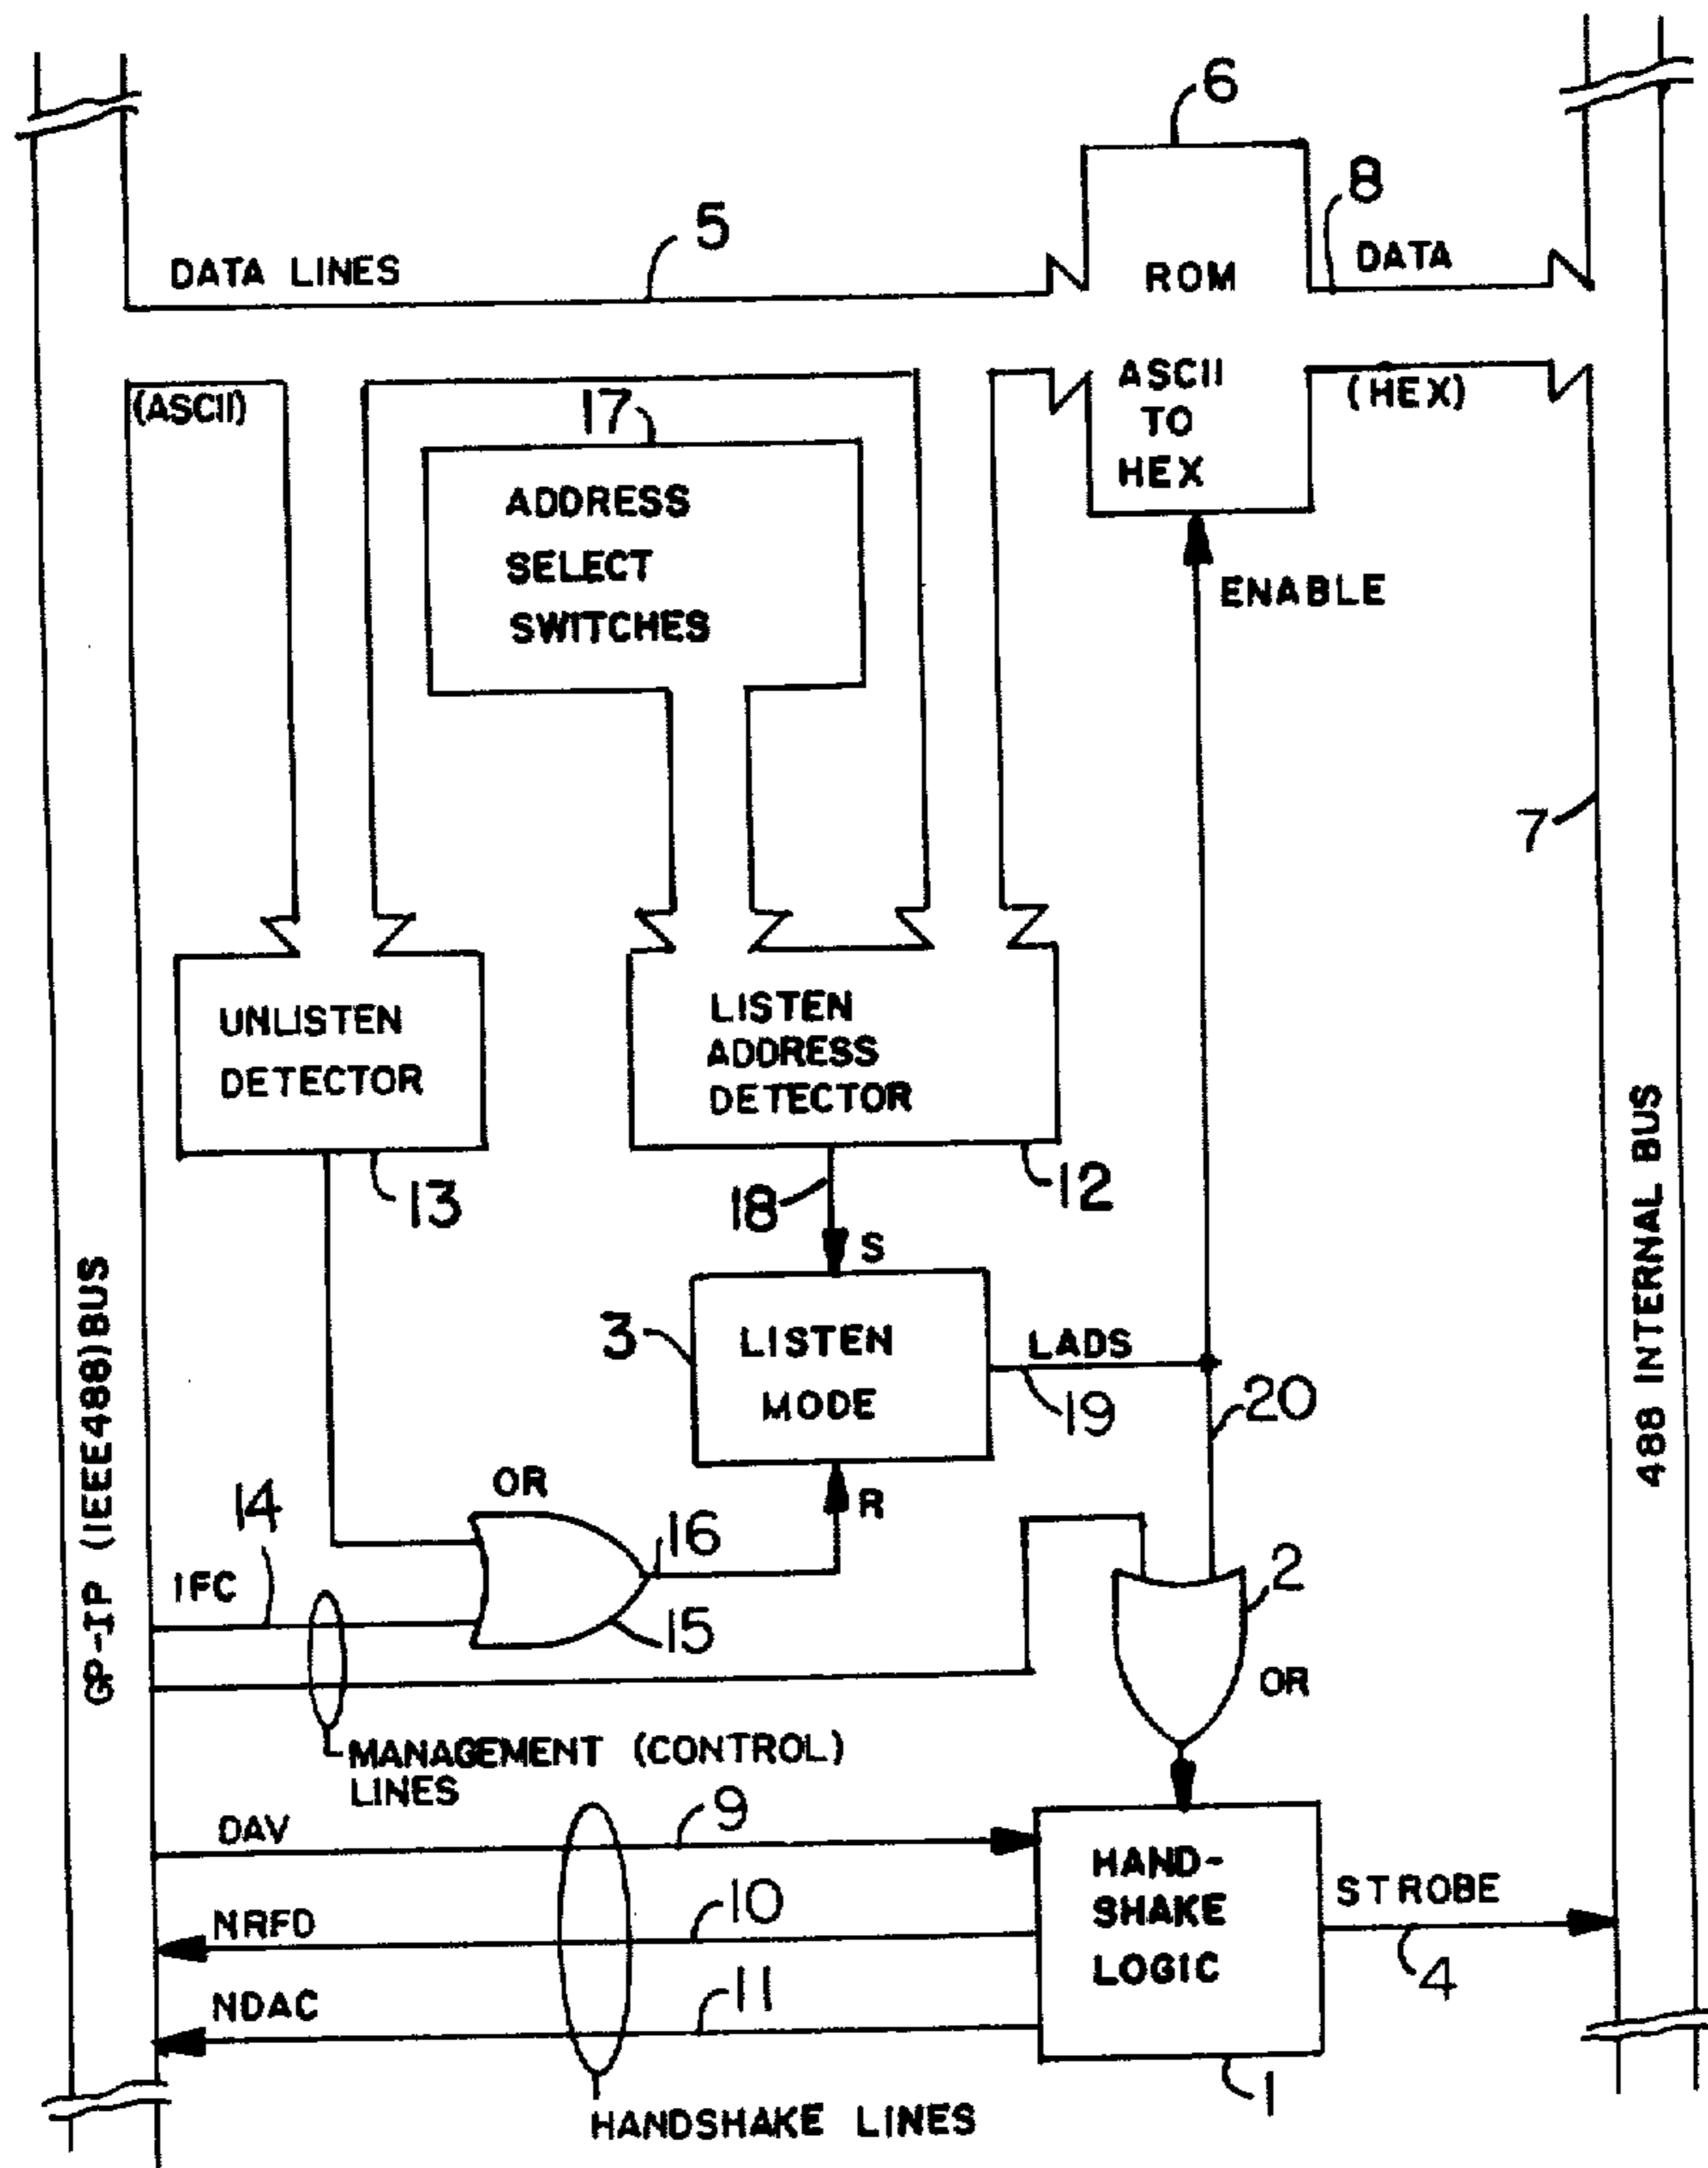 6
8
5
DATA LINES
DATA
ROM
(ASCII)
ASCII
TO
HEX
(HEX)
17
ADDRESS
SELECT
SWITCHES
ENABLE
7
UNLISTEN
DETECTOR
LISTEN
ADDRESS
DETECTOR
13
18
12
S
3
LISTEN
MODE
LADS
19
20
GP-IP (IEEE488) BUS
488 INTERNAL BUS
14
OR
R
16
IFC
15
2
OR
MANAGEMENT (CONTROL)
LINES
DAV
9
HAND-
SHAKE
LOGIC
10
NRFD
STROBE
4
11
NDAC
1
HANDSHAKE LINES